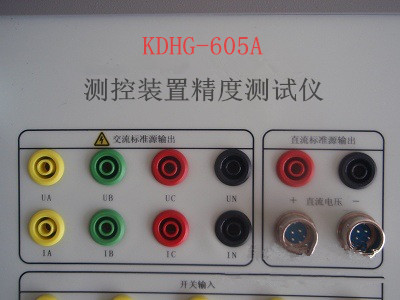 KDHG-605A
测控装置精度测试仪
交流标准源输出
直流标准源输出
UA UB UC UN
+ 直流电压 -
IA IB IC IN
开关输入